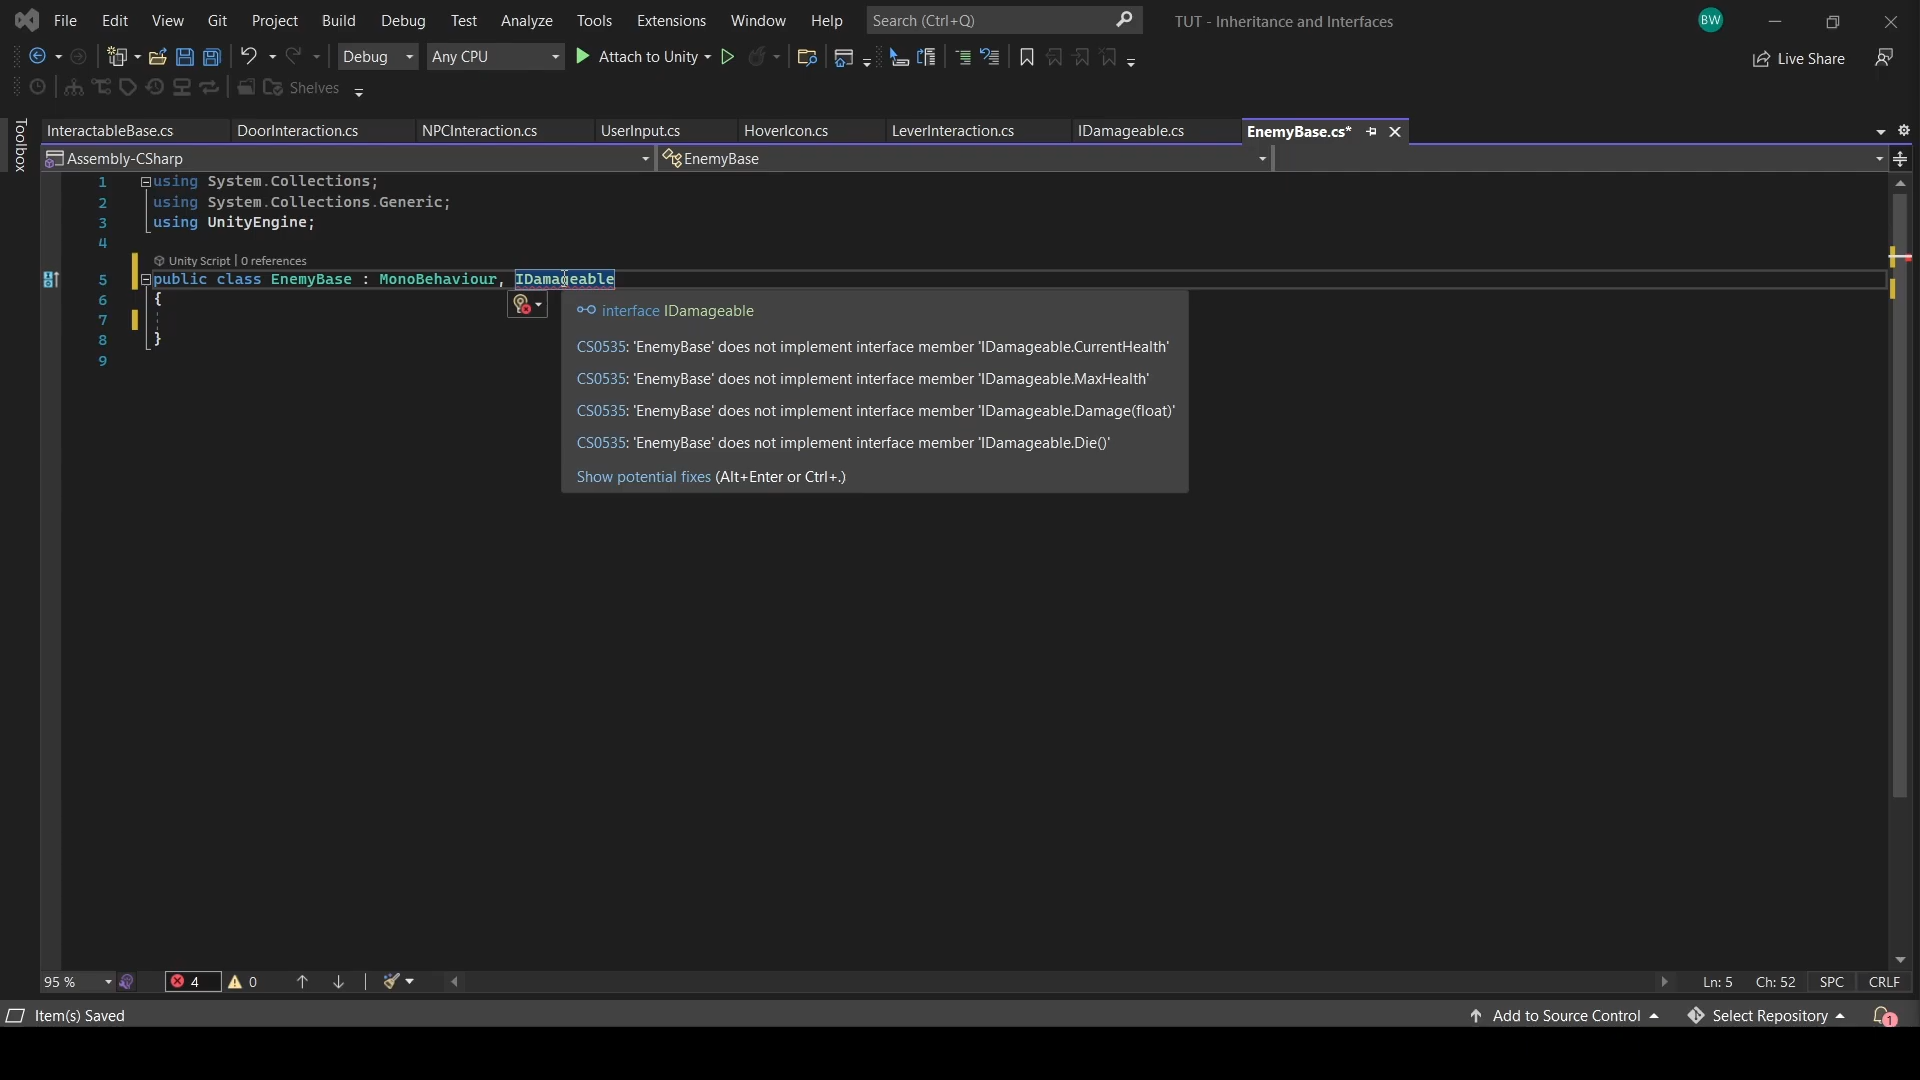 File Edit View Git Project Build Debug Test Analyze Tools Extensions Window Help Search (Ctrl+Q) TUT - Inheritance and Interfaces BW
Debug Any CPU Attach to Unity Live Share
Shelves
Toolbox
InteractableBase.cs DoorInteraction.cs NPCInteraction.cs UserInput.cs HoverIcon.cs LeverInteraction.cs IDamageable.cs EnemyBase.cs*
Assembly-CSharp EnemyBase
1 using System.Collections;
2 using System.Collections.Generic;
3 using UnityEngine;
4
Unity Script | 0 references
5 public class EnemyBase : MonoBehaviour, IDamageable
6 {
7
8 }
9
interface IDamageable
CS0535: 'EnemyBase' does not implement interface member 'IDamageable.CurrentHealth'
CS0535: 'EnemyBase' does not implement interface member 'IDamageable.MaxHealth'
CS0535: 'EnemyBase' does not implement interface member 'IDamageable.Damage(float)'
CS0535: 'EnemyBase' does not implement interface member 'IDamageable.Die()'
Show potential fixes (Alt+Enter or Ctrl+.)
95 % 4 0 Ln: 5 Ch: 52 SPC CRLF
Item(s) Saved Add to Source Control Select Repository 1